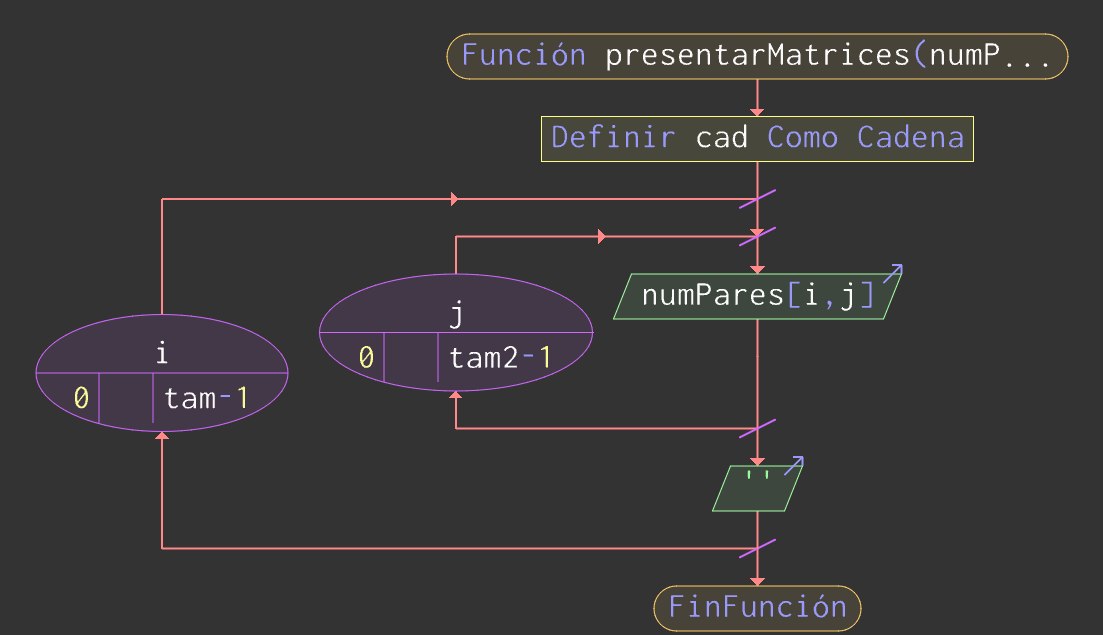 Función presentarMatrices(numP...
Definir cad Como Cadena
numPares[i,j]
j
0 tam2-1
i
0 tam-1
''
FinFunción